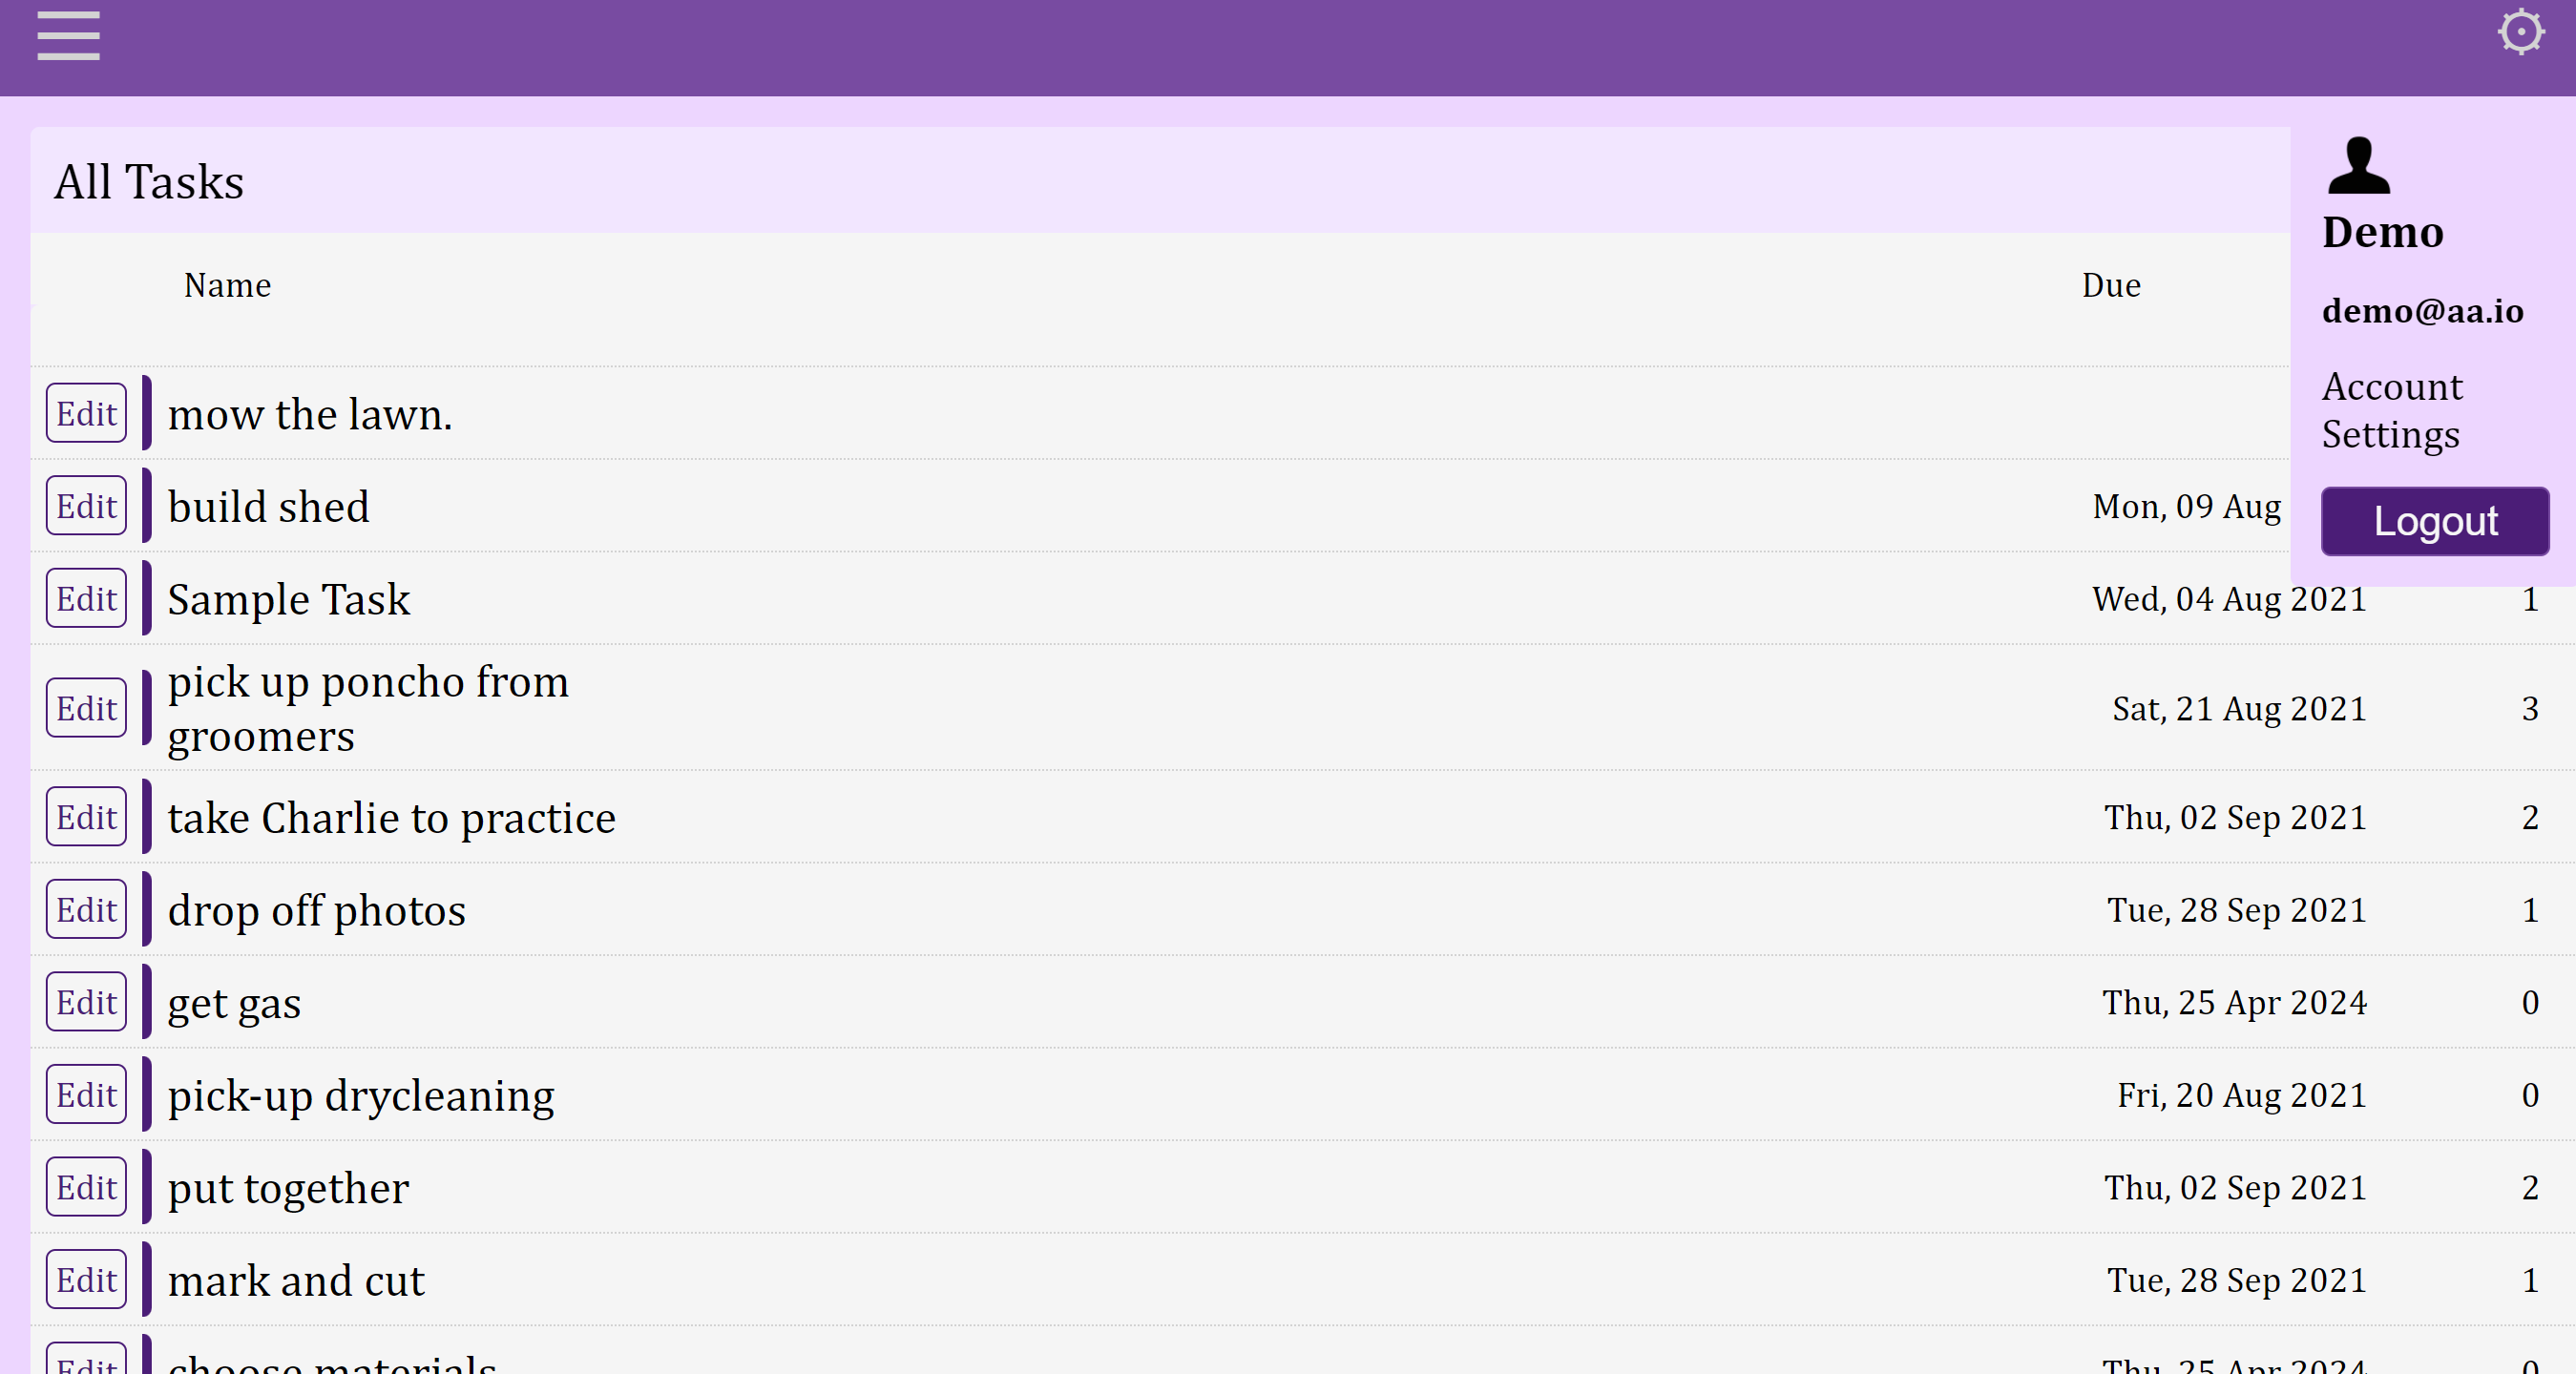 All Tasks
Demo
Name
Due
demo@aa.io
Account
Settings
Logout
Edit mow the lawn.
Edit build shed Mon, 09 Aug
Edit Sample Task Wed, 04 Aug 2021 1
Edit pick up poncho from
groomers Sat, 21 Aug 2021 3
Edit take Charlie to practice Thu, 02 Sep 2021 2
Edit drop off photos Tue, 28 Sep 2021 1
Edit get gas Thu, 25 Apr 2024 0
Edit pick-up drycleaning Fri, 20 Aug 2021 0
Edit put together Thu, 02 Sep 2021 2
Edit mark and cut Tue, 28 Sep 2021 1
Edit choose materials Thu, 25 Apr 2024 0